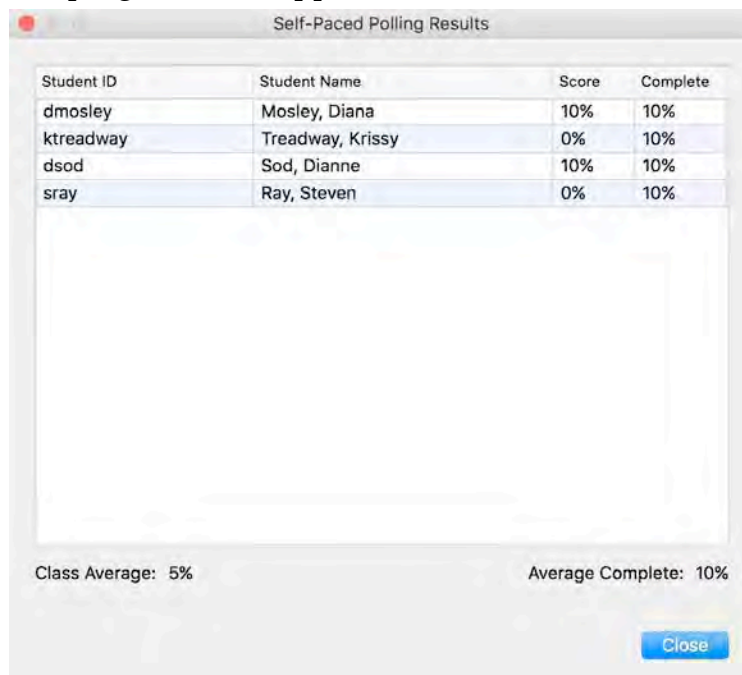 Self-Paced Polling Results
Student ID Student Name Score Complete
dmosley Mosley, Diana 10% 10%
ktreadway Treadway, Krissy 0% 10%
dsod Sod, Dianne 10% 10%
sray Ray, Steven 0% 10%
Class Average: 5% Average Complete: 10%
Close